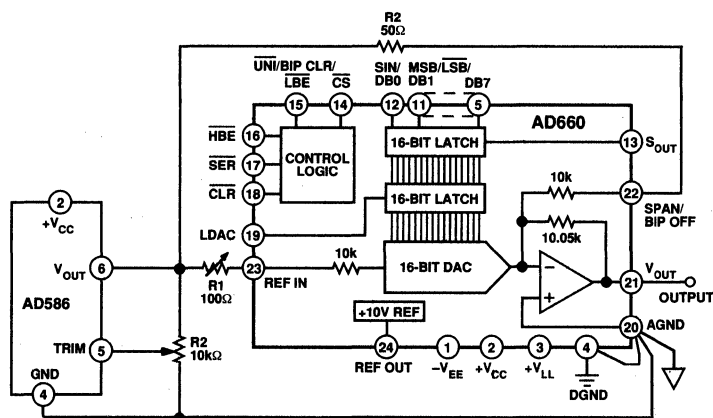 R2
50Ω
UNI/BIP CLR/
LBE
CS
SIN/
DB0
MSB/LSB/
DB1
DB7
15
14
12
11
5
AD660
HBE
16
SER
17
CLR
18
CONTROL
LOGIC
16-BIT LATCH
13
SOUT
10k
22
SPAN/
BIP OFF
16-BIT LATCH
10.05k
LDAC
19
2
+VCC
VOUT
6
AD586
R1
100Ω
23
REF IN
10k
16-BIT DAC
−
+
21
VOUT
OUTPUT
+10V REF
20
AGND
TRIM
5
R2
10kΩ
24
REF OUT
1
−VEE
2
+VCC
3
+VLL
4
DGND
GND
4